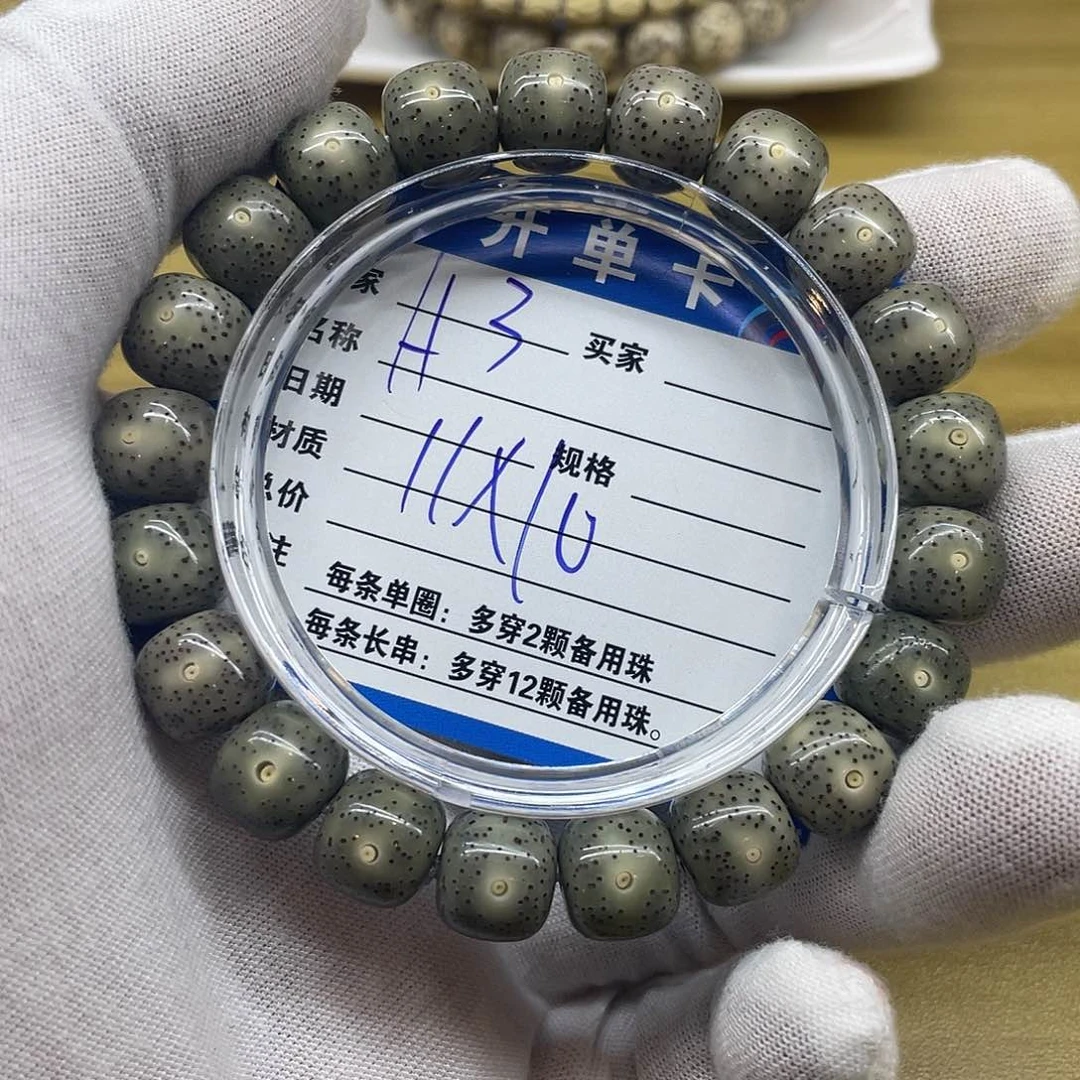 开单卡
家 #3 买家
名称
日期
材质 11X10 规格
总价
注
每条单圈：多穿2颗备用珠
每条长串：多穿12颗备用珠。